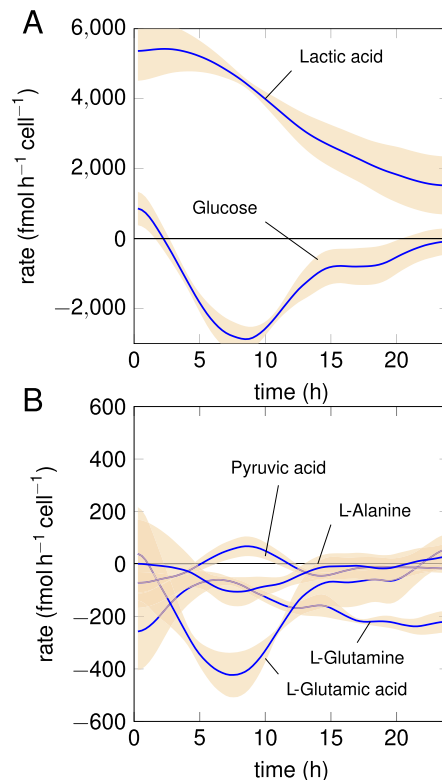 A
6,000
4,000
2,000
0
−2,000
rate (fmol h⁻¹ cell⁻¹)
Lactic acid
Glucose
0 5 10 15 20
time (h)
B
600
400
200
0
−200
−400
−600
rate (fmol h⁻¹ cell⁻¹)
Pyruvic acid
L-Alanine
L-Glutamine
L-Glutamic acid
0 5 10 15 20
time (h)